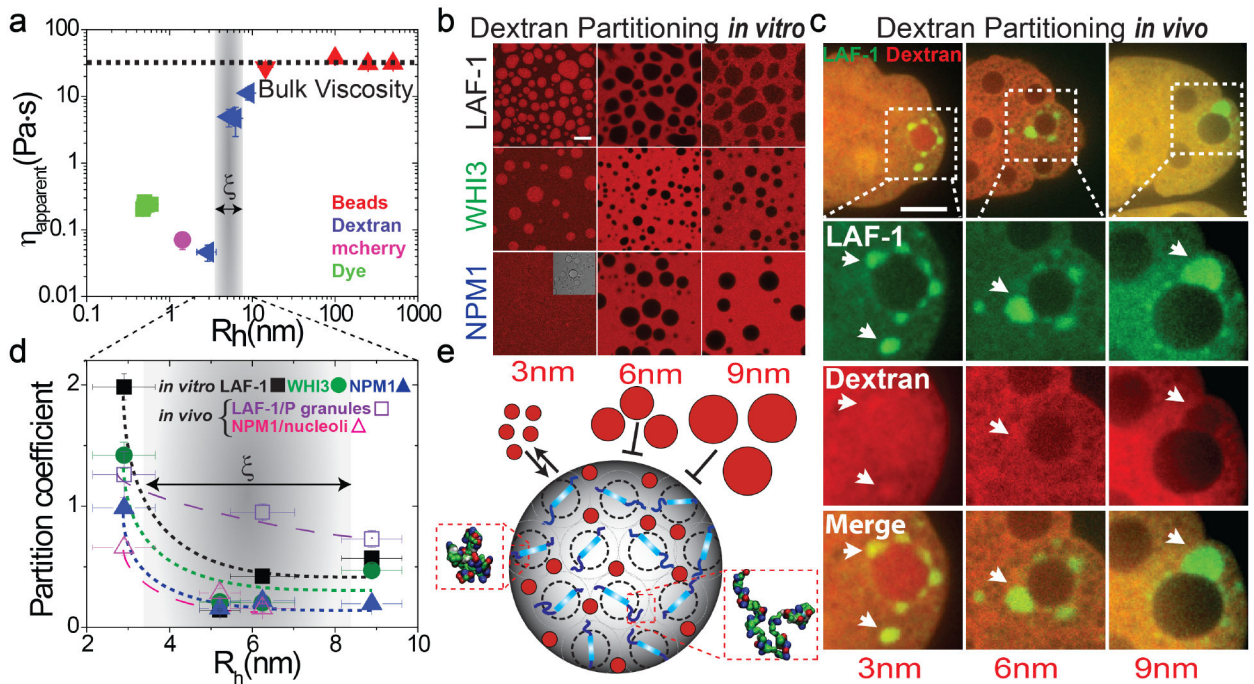 a
100
10
1
0.1
0.01
η apparent (Pa·s)
Bulk Viscosity
ξ
Beads
Dextran
mcherry
Dye
0.1 1 10 100 1000
Rh(nm)
b
Dextran Partitioning in vitro
LAF-1
WHI3
NPM1
3nm 6nm 9nm
c
Dextran Partitioning in vivo
LAF-1 Dextran
LAF-1
Dextran
Merge
3nm 6nm 9nm
d
in vitro LAF-1 WHI3 NPM1
in vivo { LAF-1/P granules
NPM1/nucleoli
ξ
Partition coefficient
2
1
0
2 4 6 8 10
Rh(nm)
e